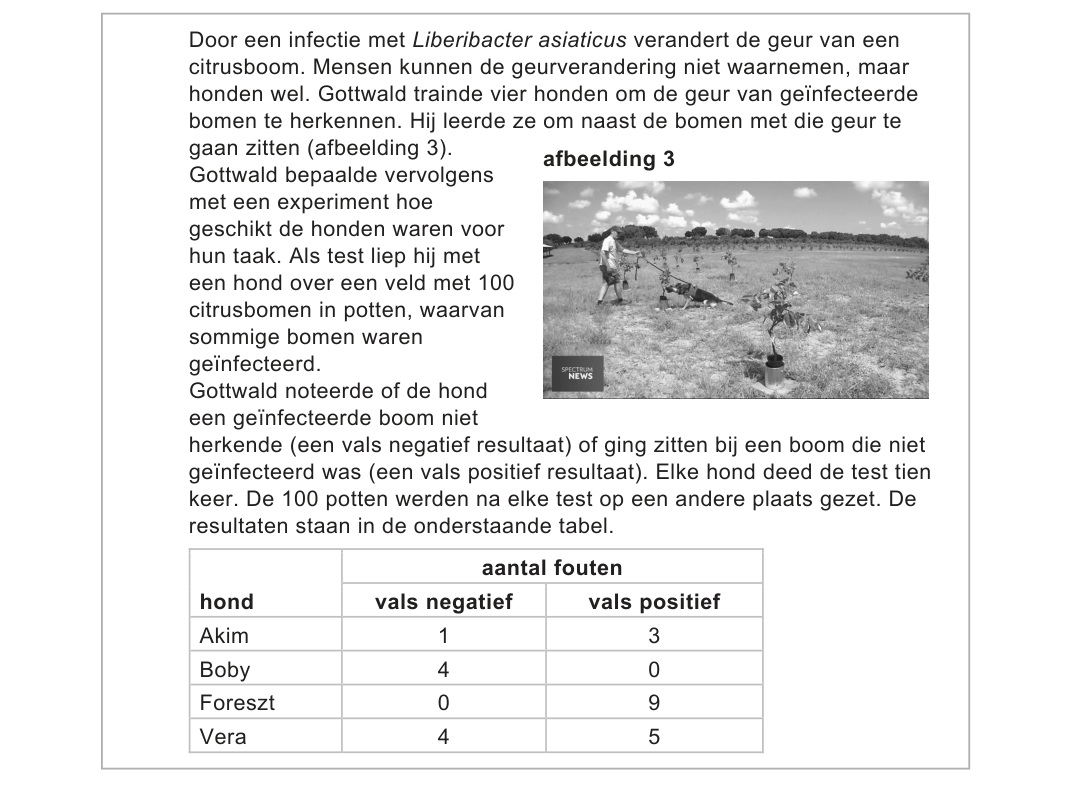 Door een infectie met Liberibacter asiaticus verandert de geur van een
citrusboom. Mensen kunnen de geurverandering niet waarnemen, maar
honden wel. Gottwald trainde vier honden om de geur van geïnfecteerde
bomen te herkennen. Hij leerde ze om naast de bomen met die geur te
gaan zitten (afbeelding 3).
Gottwald bepaalde vervolgens
met een experiment hoe
geschikt de honden waren voor
hun taak. Als test liep hij met
een hond over een veld met 100
citrusbomen in potten, waarvan
sommige bomen waren
geïnfecteerd.
Gottwald noteerde of de hond
een geïnfecteerde boom niet
afbeelding 3
SPECTRUM
NEWS
herkende (een vals negatief resultaat) of ging zitten bij een boom die niet
geïnfecteerd was (een vals positief resultaat). Elke hond deed de test tien
keer. De 100 potten werden na elke test op een andere plaats gezet. De
resultaten staan in de onderstaande tabel.
aantal fouten
hond vals negatief vals positief
Akim 1 3
Boby 4 0
Foreszt 0 9
Vera 4 5